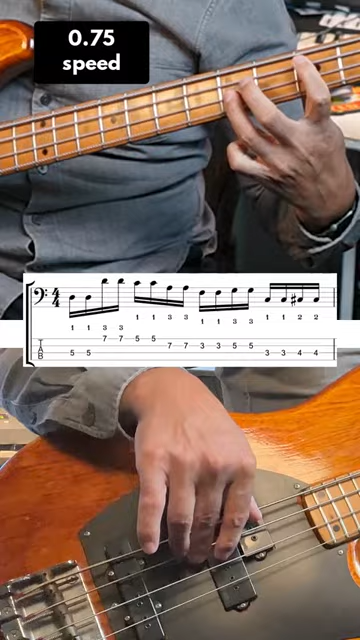 0.75
speed
4
4
1 1 3 3 1 1 3 3 1 1 3 3 1 1 2 2
T 7 7 5 5
A 7 7 3 3 5 5
B 5 5 3 3 4 4